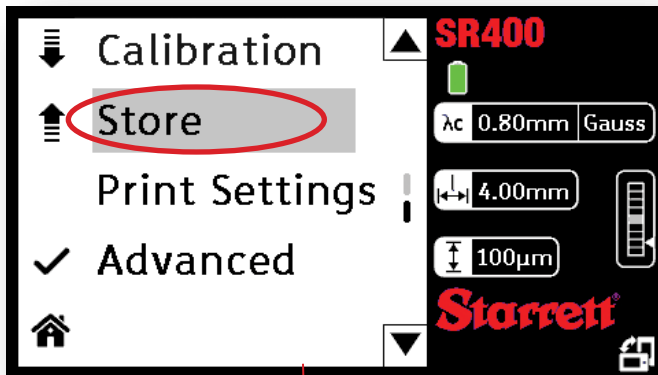 Calibration
Store
Print Settings
Advanced
SR400
λc 0.80mm Gauss
4.00mm
100µm
Starrett